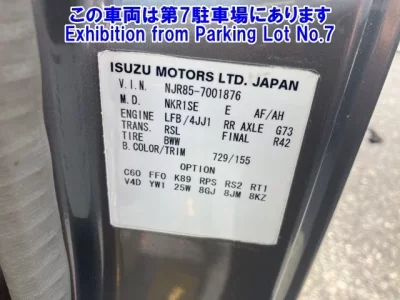 この車両は第7駐車場にあります
Exhibition from Parking Lot No.7
ISUZU MOTORS LTD. JAPAN
V.I.N. NJR85-7001876
M.D. NKR1SE E AF/AH
ENGINE LFB/4JJ1 RR AXLE G73
TRANS. RSL FINAL R42
TIRE BWW
B.COLOR/TRIM 729/155
OPTION
C60 FF0 K89 RPS RS2 RT1
V4D YW1 25W 8GJ 8JM 8KZ